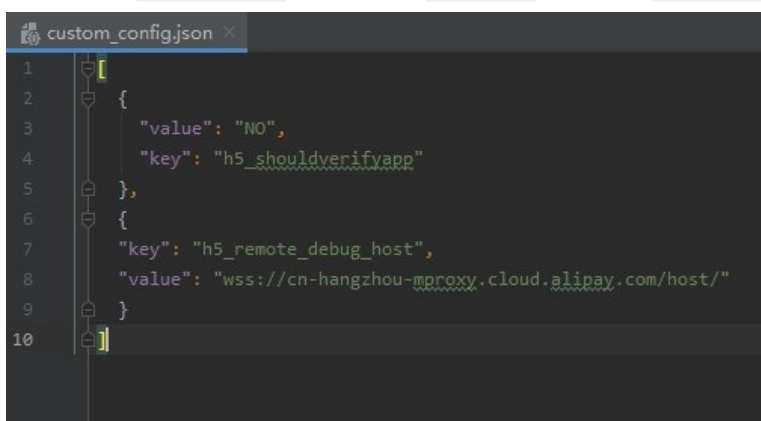 custom_config.json
1 [
2 {
3 "value": "NO",
4 "key": "h5_shouldverifyapp"
5 },
6 {
7 "key": "h5_remote_debug_host",
8 "value": "wss://cn-hangzhou-mproxy.cloud.alipay.com/host/"
9 }
10 ]